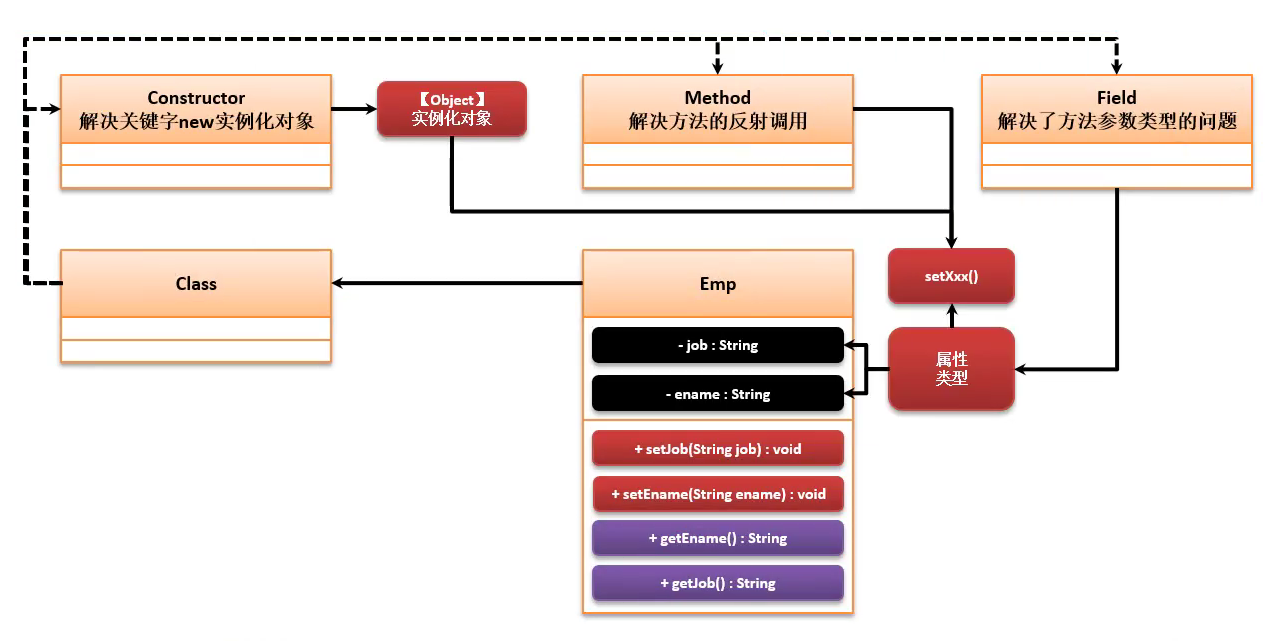 Constructor
解决关键字new实例化对象
【Object】
实例化对象
Method
解决方法的反射调用
Field
解决了方法参数类型的问题
Class
Emp
setXxx()
- job : String
- ename : String
属性
类型
+ setJob(String job) : void
+ setEname(String ename) : void
+ getEname() : String
+ getJob() : String